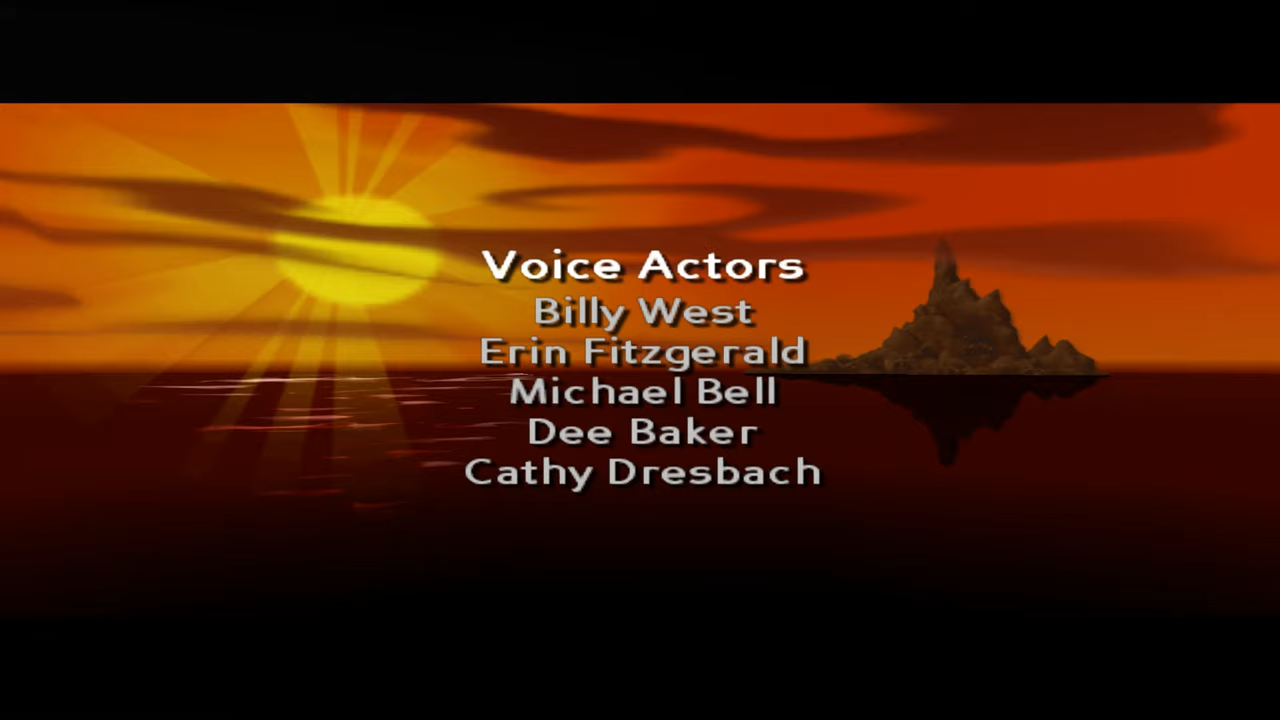 Voice Actors
Billy West
Erin Fitzgerald
Michael Bell
Dee Baker
Cathy Dresbach